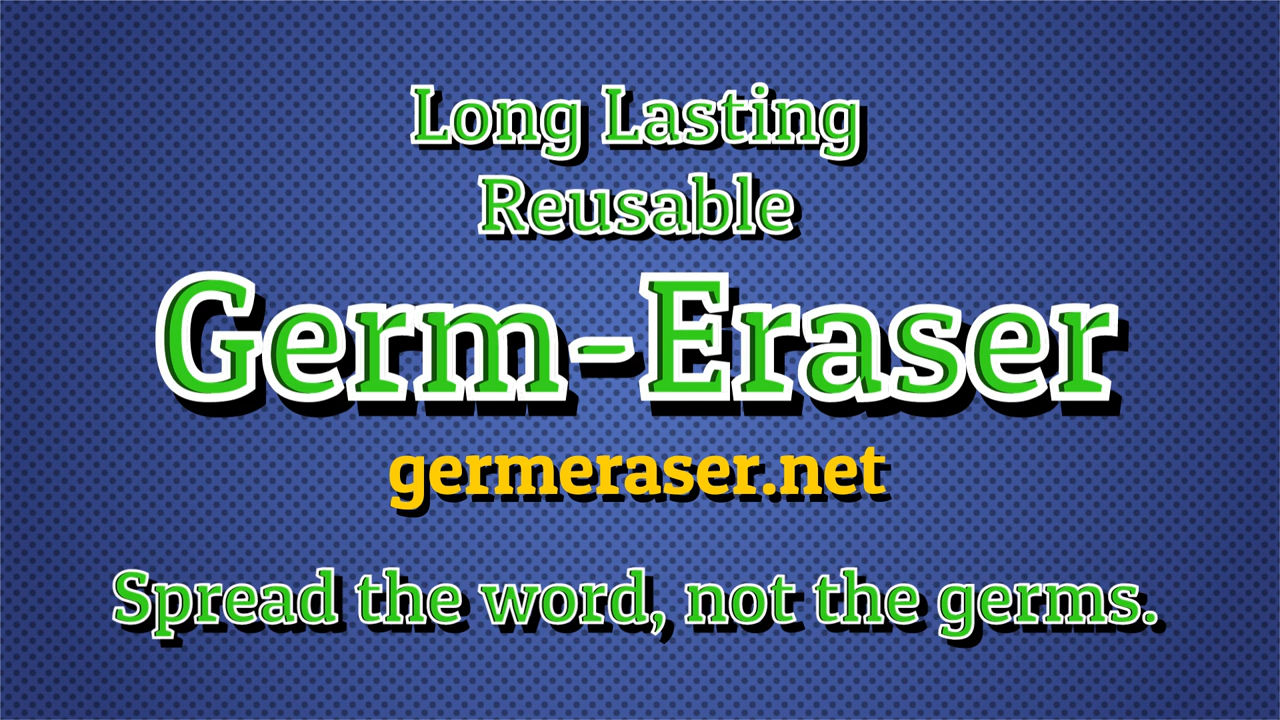 Long Lasting
Reusable
Germ-Eraser
germeraser.net
Spread the word, not the germs.